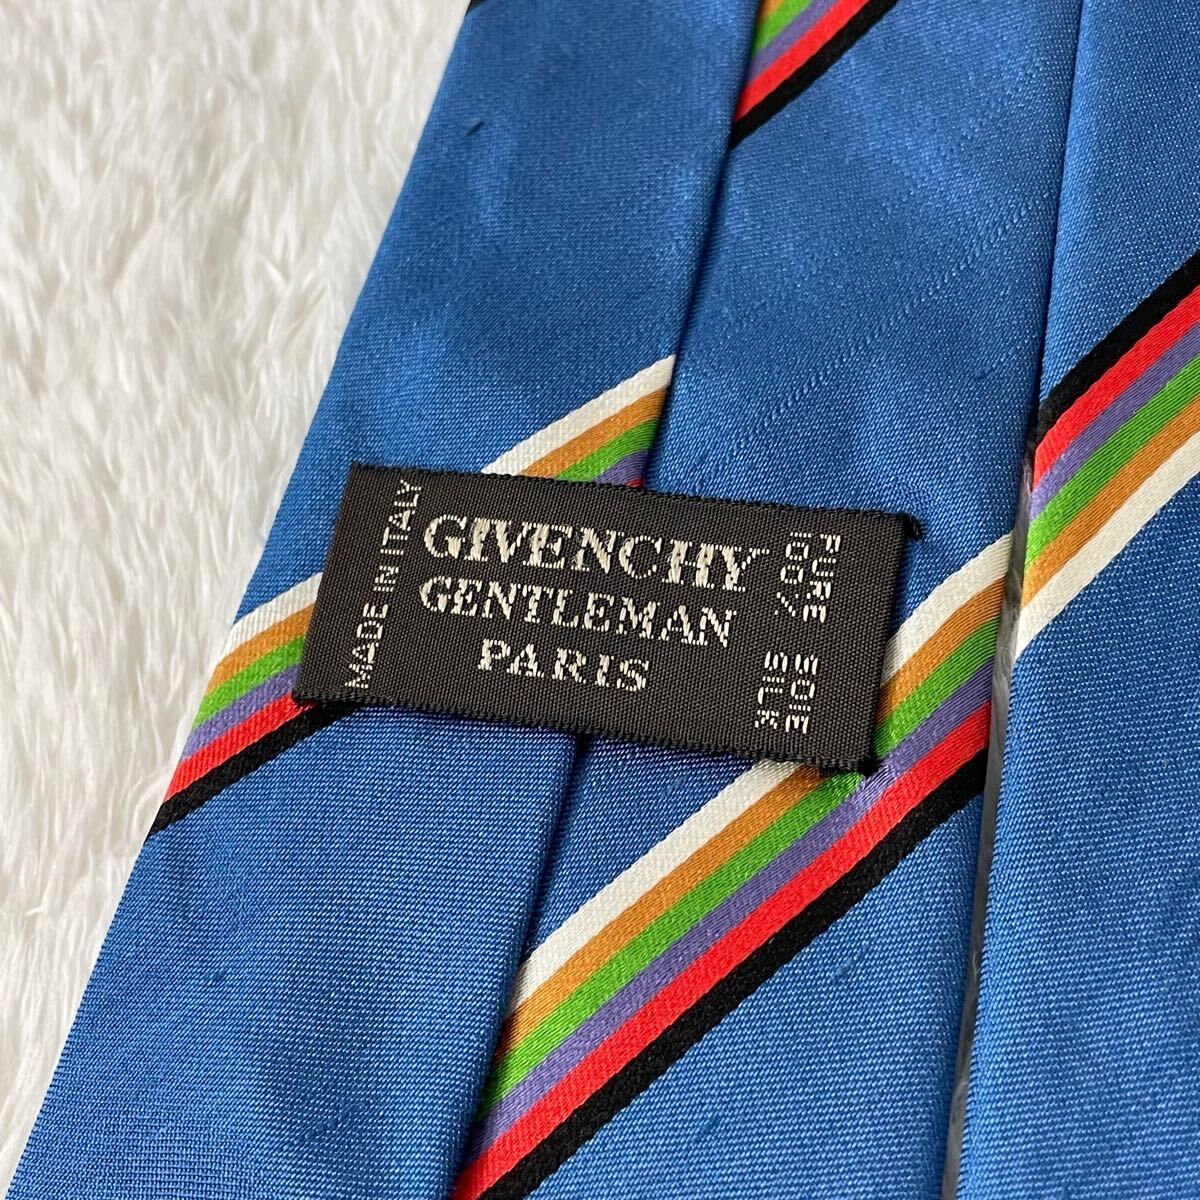 GIVENCHY
GENTLEMAN
PARIS
MADE IN ITALY
PURE SOIE
100% SILK